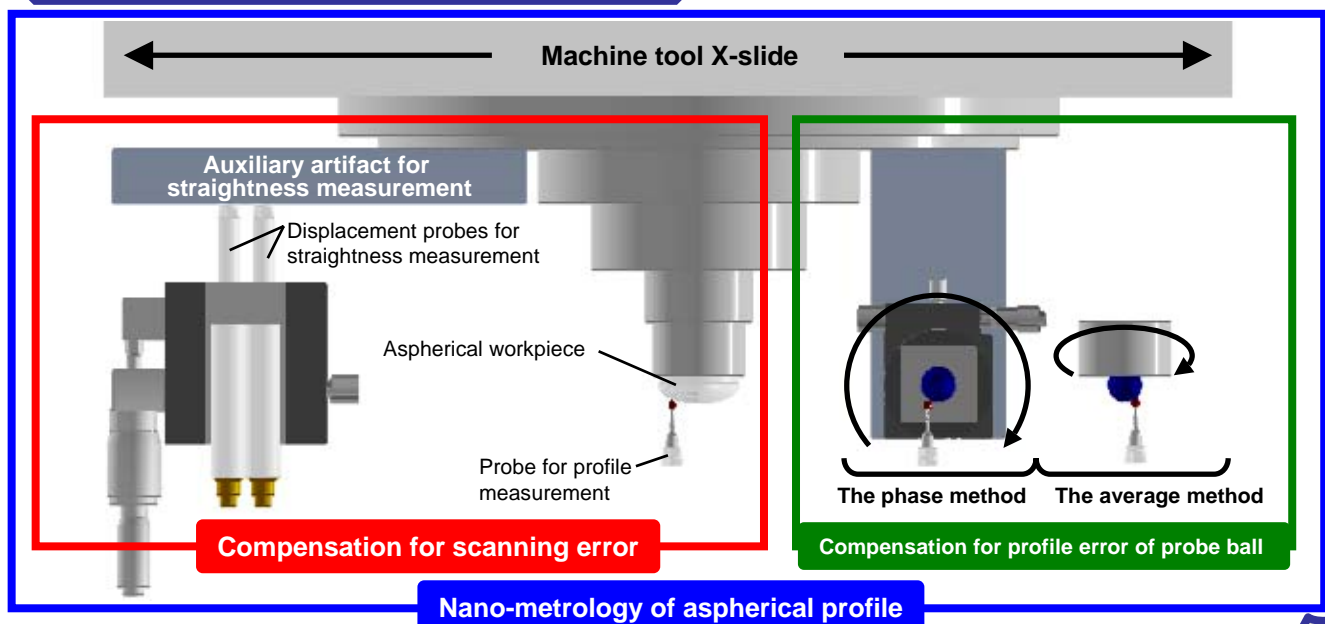 Machine tool X-slide
Auxiliary artifact for
straightness measurement
Displacement probes for
straightness measurement
Aspherical workpiece
Probe for profile
measurement
The phase method
The average method
Compensation for scanning error
Compensation for profile error of probe ball
Nano-metrology of aspherical profile